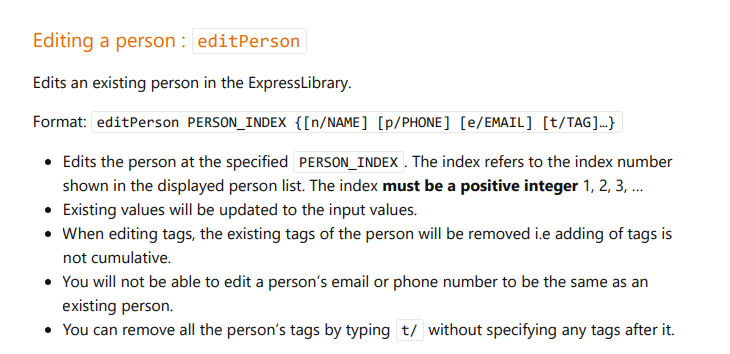 Editing a person : editPerson
Edits an existing person in the ExpressLibrary.
Format: editPerson PERSON_INDEX {[n/NAME] [p/PHONE] [e/EMAIL] [t/TAG]…}
• Edits the person at the specified PERSON_INDEX. The index refers to the index number
shown in the displayed person list. The index must be a positive integer 1, 2, 3, …
• Existing values will be updated to the input values.
• When editing tags, the existing tags of the person will be removed i.e adding of tags is
not cumulative.
• You will not be able to edit a person’s email or phone number to be the same as an
existing person.
• You can remove all the person’s tags by typing t/ without specifying any tags after it.